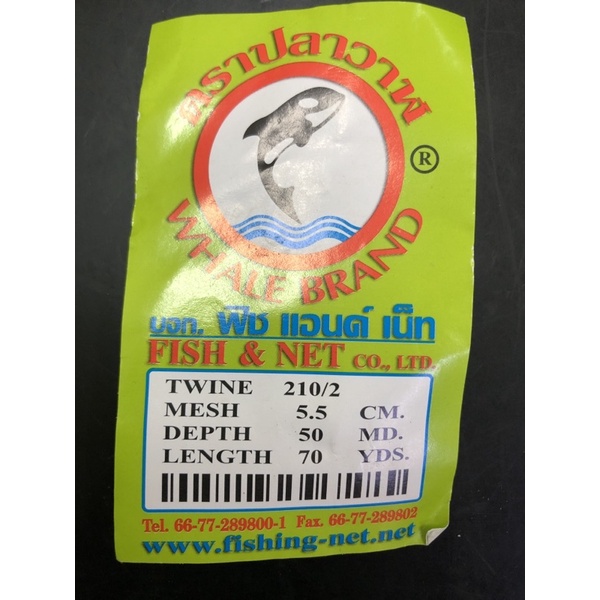 ตราปลาวาฬ
®
WHALE BRAND
บจก. ฟิช แอนด์ เน็ท
FISH & NET CO., LTD.
TWINE 210/2
MESH 5.5 CM.
DEPTH 50 MD.
LENGTH 70 YDS.
Tel. 66-77-289800-1 Fax. 66-77-289802
www.fishing-net.net